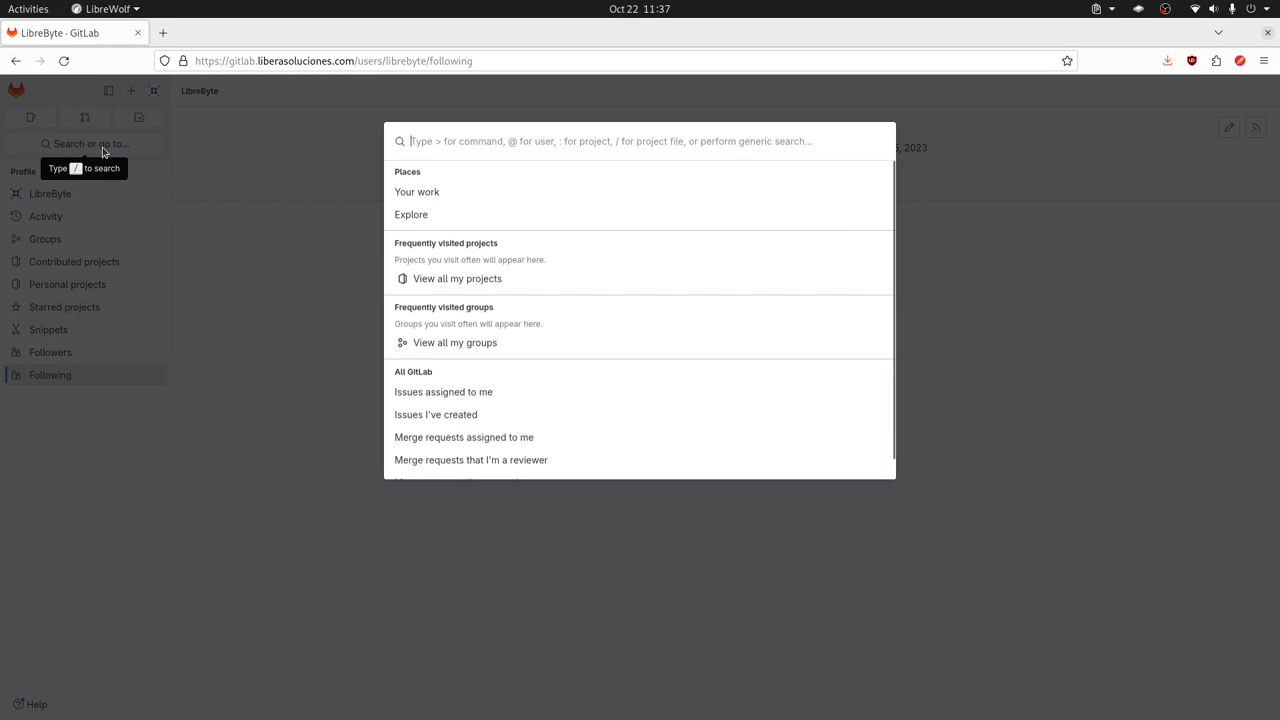 Activities
LibreWolf
Oct 22 11:37
LibreByte · GitLab
https://gitlab.liberasoluciones.com/users/librebyte/following
LibreByte
Search or go to...
Type / to search
Profile
LibreByte
Activity
Groups
Contributed projects
Personal projects
Starred projects
Snippets
Followers
Following
Help
, 2023
Type > for command, @ for user, : for project, / for project file, or perform generic search...
Places
Your work
Explore
Frequently visited projects
Projects you visit often will appear here.
View all my projects
Frequently visited groups
Groups you visit often will appear here.
View all my groups
All GitLab
Issues assigned to me
Issues I've created
Merge requests assigned to me
Merge requests that I'm a reviewer